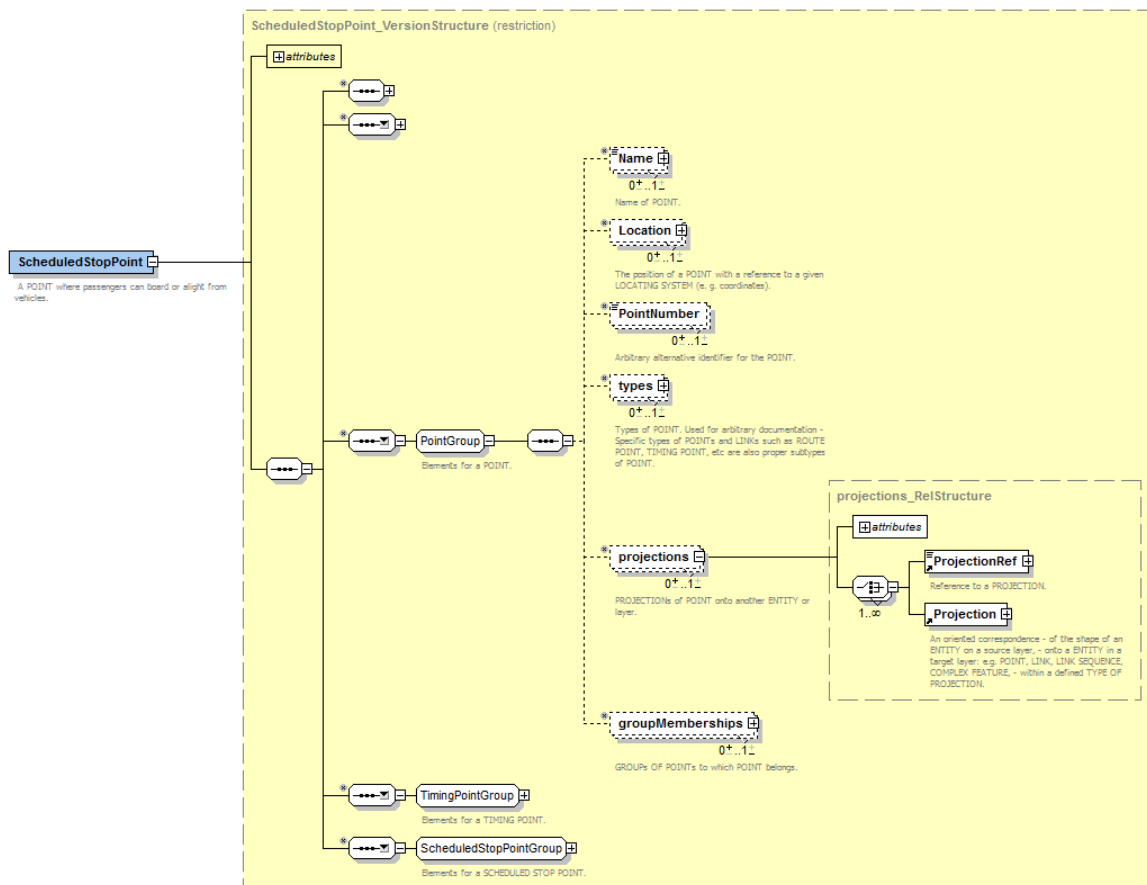 ScheduledStopPoint_VersionStructure (restriction)
attributes
Name
0+..1±
Name of POINT.
Location
0+..1±
The position of a POINT with a reference to a given
LOCATING SYSTEM (e. g. coordinates).
ScheduledStopPoint
A POINT where passengers can board or alight from
vehicles.
PointNumber
0+..1±
Arbitrary alternative identifier for the POINT.
types
0+..1±
Types of POINT. Used for arbitrary documentation -
Specific types of POINTs and LINKs such as ROUTE
POINT, TIMING POINT, etc are also proper subtypes
of POINT.
PointGroup
Elements for a POINT.
projections_RelStructure
attributes
projections
0+..1±
PROJECTIONs of POINT onto another ENTITY or
layer.
ProjectionRef
Reference to a PROJECTION.
1..∞
Projection
An oriented correspondence - of the shape of an
ENTITY on a source layer, - onto a ENTITY in a
target layer: e.g. POINT, LINK, LINK SEQUENCE,
COMPLEX FEATURE, - within a defined TYPE OF
PROJECTION.
groupMemberships
0+..1±
GROUPs OF POINTs to which POINT belongs.
TimingPointGroup
Elements for a TIMING POINT.
ScheduledStopPointGroup
Elements for a SCHEDULED STOP POINT.